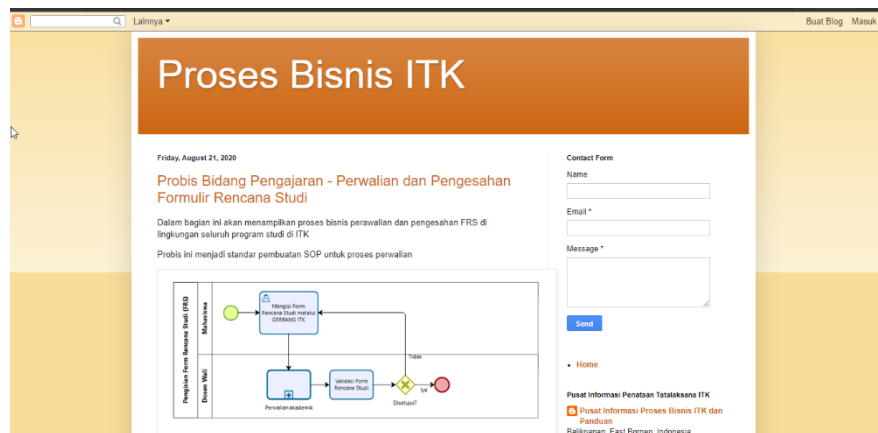 Lainnya
Buat Blog Masuk
Proses Bisnis ITK
Friday, August 21, 2020
Probis Bidang Pengajaran - Perwalian dan Pengesahan
Formulir Rencana Studi
Dalam bagian ini akan menampilkan proses bisnis perawalian dan pengesahan FRS di
lingkungan seluruh program studi di ITK
Probis ini menjadi standar pembuatan SOP untuk proses perwalian
Pengisian Form Rencana Studi (FRS)
Mahasiswa
Mengisi Form
Rencana Studi melalui
GERBANG ITK
Dosen Wali
Perwalian akademik
Validasi Form
Rencana Studi
Tidak
Disetujui?
Iya
Contact Form
Name
Email *
Message *
Send
Home
Pusat Informasi Penataan Tatalaksana ITK
Pusat Informasi Proses Bisnis ITK dan
Panduan
Balikpapan, East Borneo, Indonesia